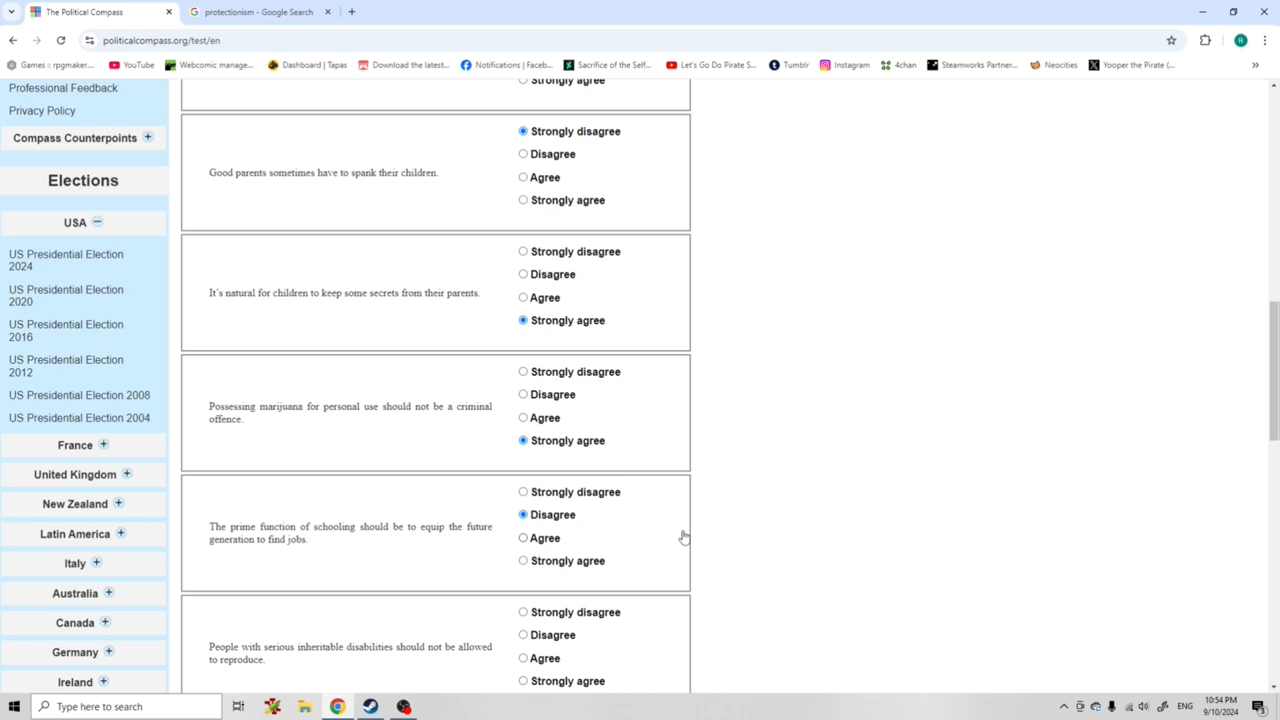 The Political Compass
protectionism - Google Search
politicalcompass.org/test/en
Games :: rpgmaker....
YouTube
Webcomic manage...
Dashboard | Tapas
Download the latest...
Notifications | Faceb...
Sacrifice of the Self...
Let's Go Do Pirate S...
Tumblr
Instagram
4chan
Steamworks Partner...
Neocities
Yooper the Pirate (...
Professional Feedback
Privacy Policy
Compass Counterpoints
Elections
USA
US Presidential Election
2024
US Presidential Election
2020
US Presidential Election
2016
US Presidential Election
2012
US Presidential Election 2008
US Presidential Election 2004
France
United Kingdom
New Zealand
Latin America
Italy
Australia
Canada
Germany
Ireland
Strongly agree
Good parents sometimes have to spank their children.
Strongly disagree
Disagree
Agree
Strongly agree
It's natural for children to keep some secrets from their parents.
Strongly disagree
Disagree
Agree
Strongly agree
Possessing marijuana for personal use should not be a criminal
offence.
Strongly disagree
Disagree
Agree
Strongly agree
The prime function of schooling should be to equip the future
generation to find jobs.
Strongly disagree
Disagree
Agree
Strongly agree
People with serious inheritable disabilities should not be allowed
to reproduce.
Strongly disagree
Disagree
Agree
Strongly agree
Type here to search
ENG
10:54 PM
9/10/2024